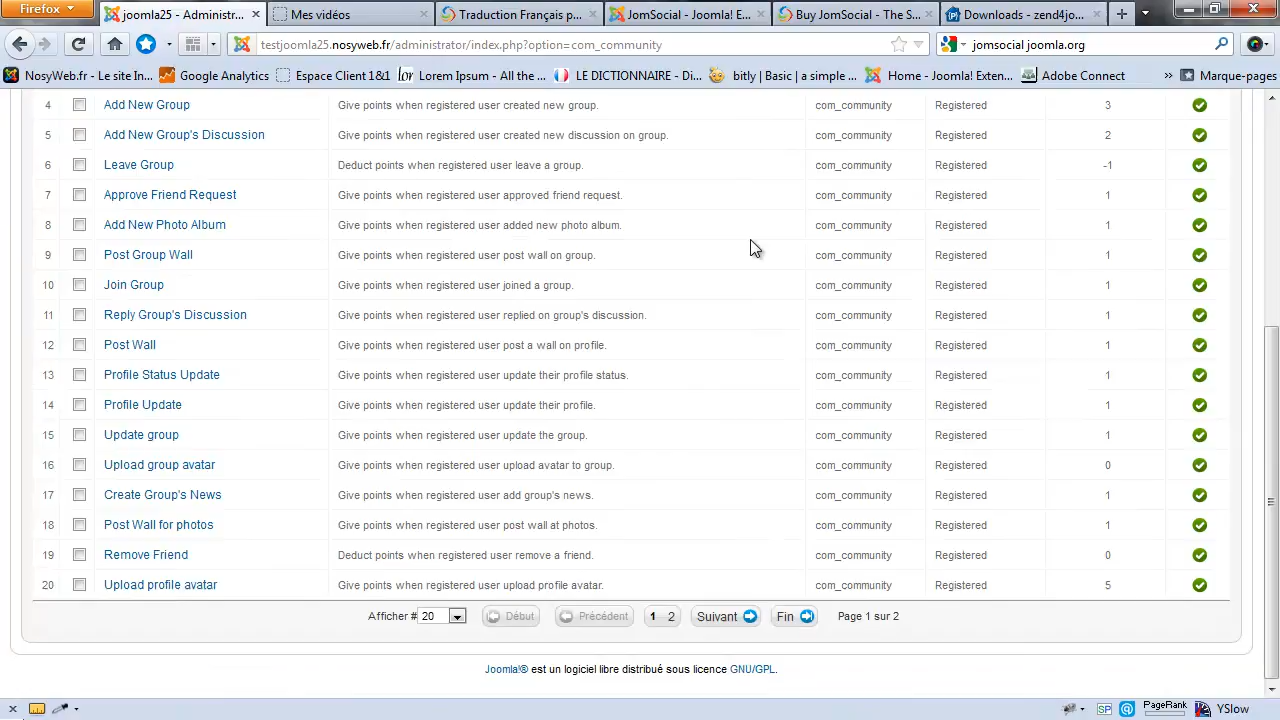 Firefox
joomla25 - Administr... Mes vidéos Traduction Français p... JomSocial - Joomla! E... Buy JomSocial - The S... Downloads - zend4jo...
testjoomla25.nosyweb.fr/administrator/index.php?option=com_community jomsocial joomla.org
NosyWeb.fr - Le site In... Google Analytics Espace Client 1&1 Lorem Ipsum - All the ... LE DICTIONNAIRE - Di... bitly | Basic | a simple ... Home - Joomla! Exten... Adobe Connect » Marque-pages
4 Add New Group Give points when registered user created new group. com_community Registered 3
5 Add New Group's Discussion Give points when registered user created new discussion on group. com_community Registered 2
6 Leave Group Deduct points when registered user leave a group. com_community Registered -1
7 Approve Friend Request Give points when registered user approved friend request. com_community Registered 1
8 Add New Photo Album Give points when registered user added new photo album. com_community Registered 1
9 Post Group Wall Give points when registered user post wall on group. com_community Registered 1
10 Join Group Give points when registered user joined a group. com_community Registered 1
11 Reply Group's Discussion Give points when registered user replied on group's discussion. com_community Registered 1
12 Post Wall Give points when registered user post a wall on profile. com_community Registered 1
13 Profile Status Update Give points when registered user update their profile status. com_community Registered 1
14 Profile Update Give points when registered user update their profile. com_community Registered 1
15 Update group Give points when registered user update the group. com_community Registered 1
16 Upload group avatar Give points when registered user upload avatar to group. com_community Registered 0
17 Create Group's News Give points when registered user add group's news. com_community Registered 1
18 Post Wall for photos Give points when registered user post wall at photos. com_community Registered 1
19 Remove Friend Deduct points when registered user remove a friend. com_community Registered 0
20 Upload profile avatar Give points when registered user upload profile avatar. com_community Registered 5
Afficher # 20 Début Précédent 1 2 Suivant Fin Page 1 sur 2
Joomla!® est un logiciel libre distribué sous licence GNU/GPL.
SP PageRank YSlow